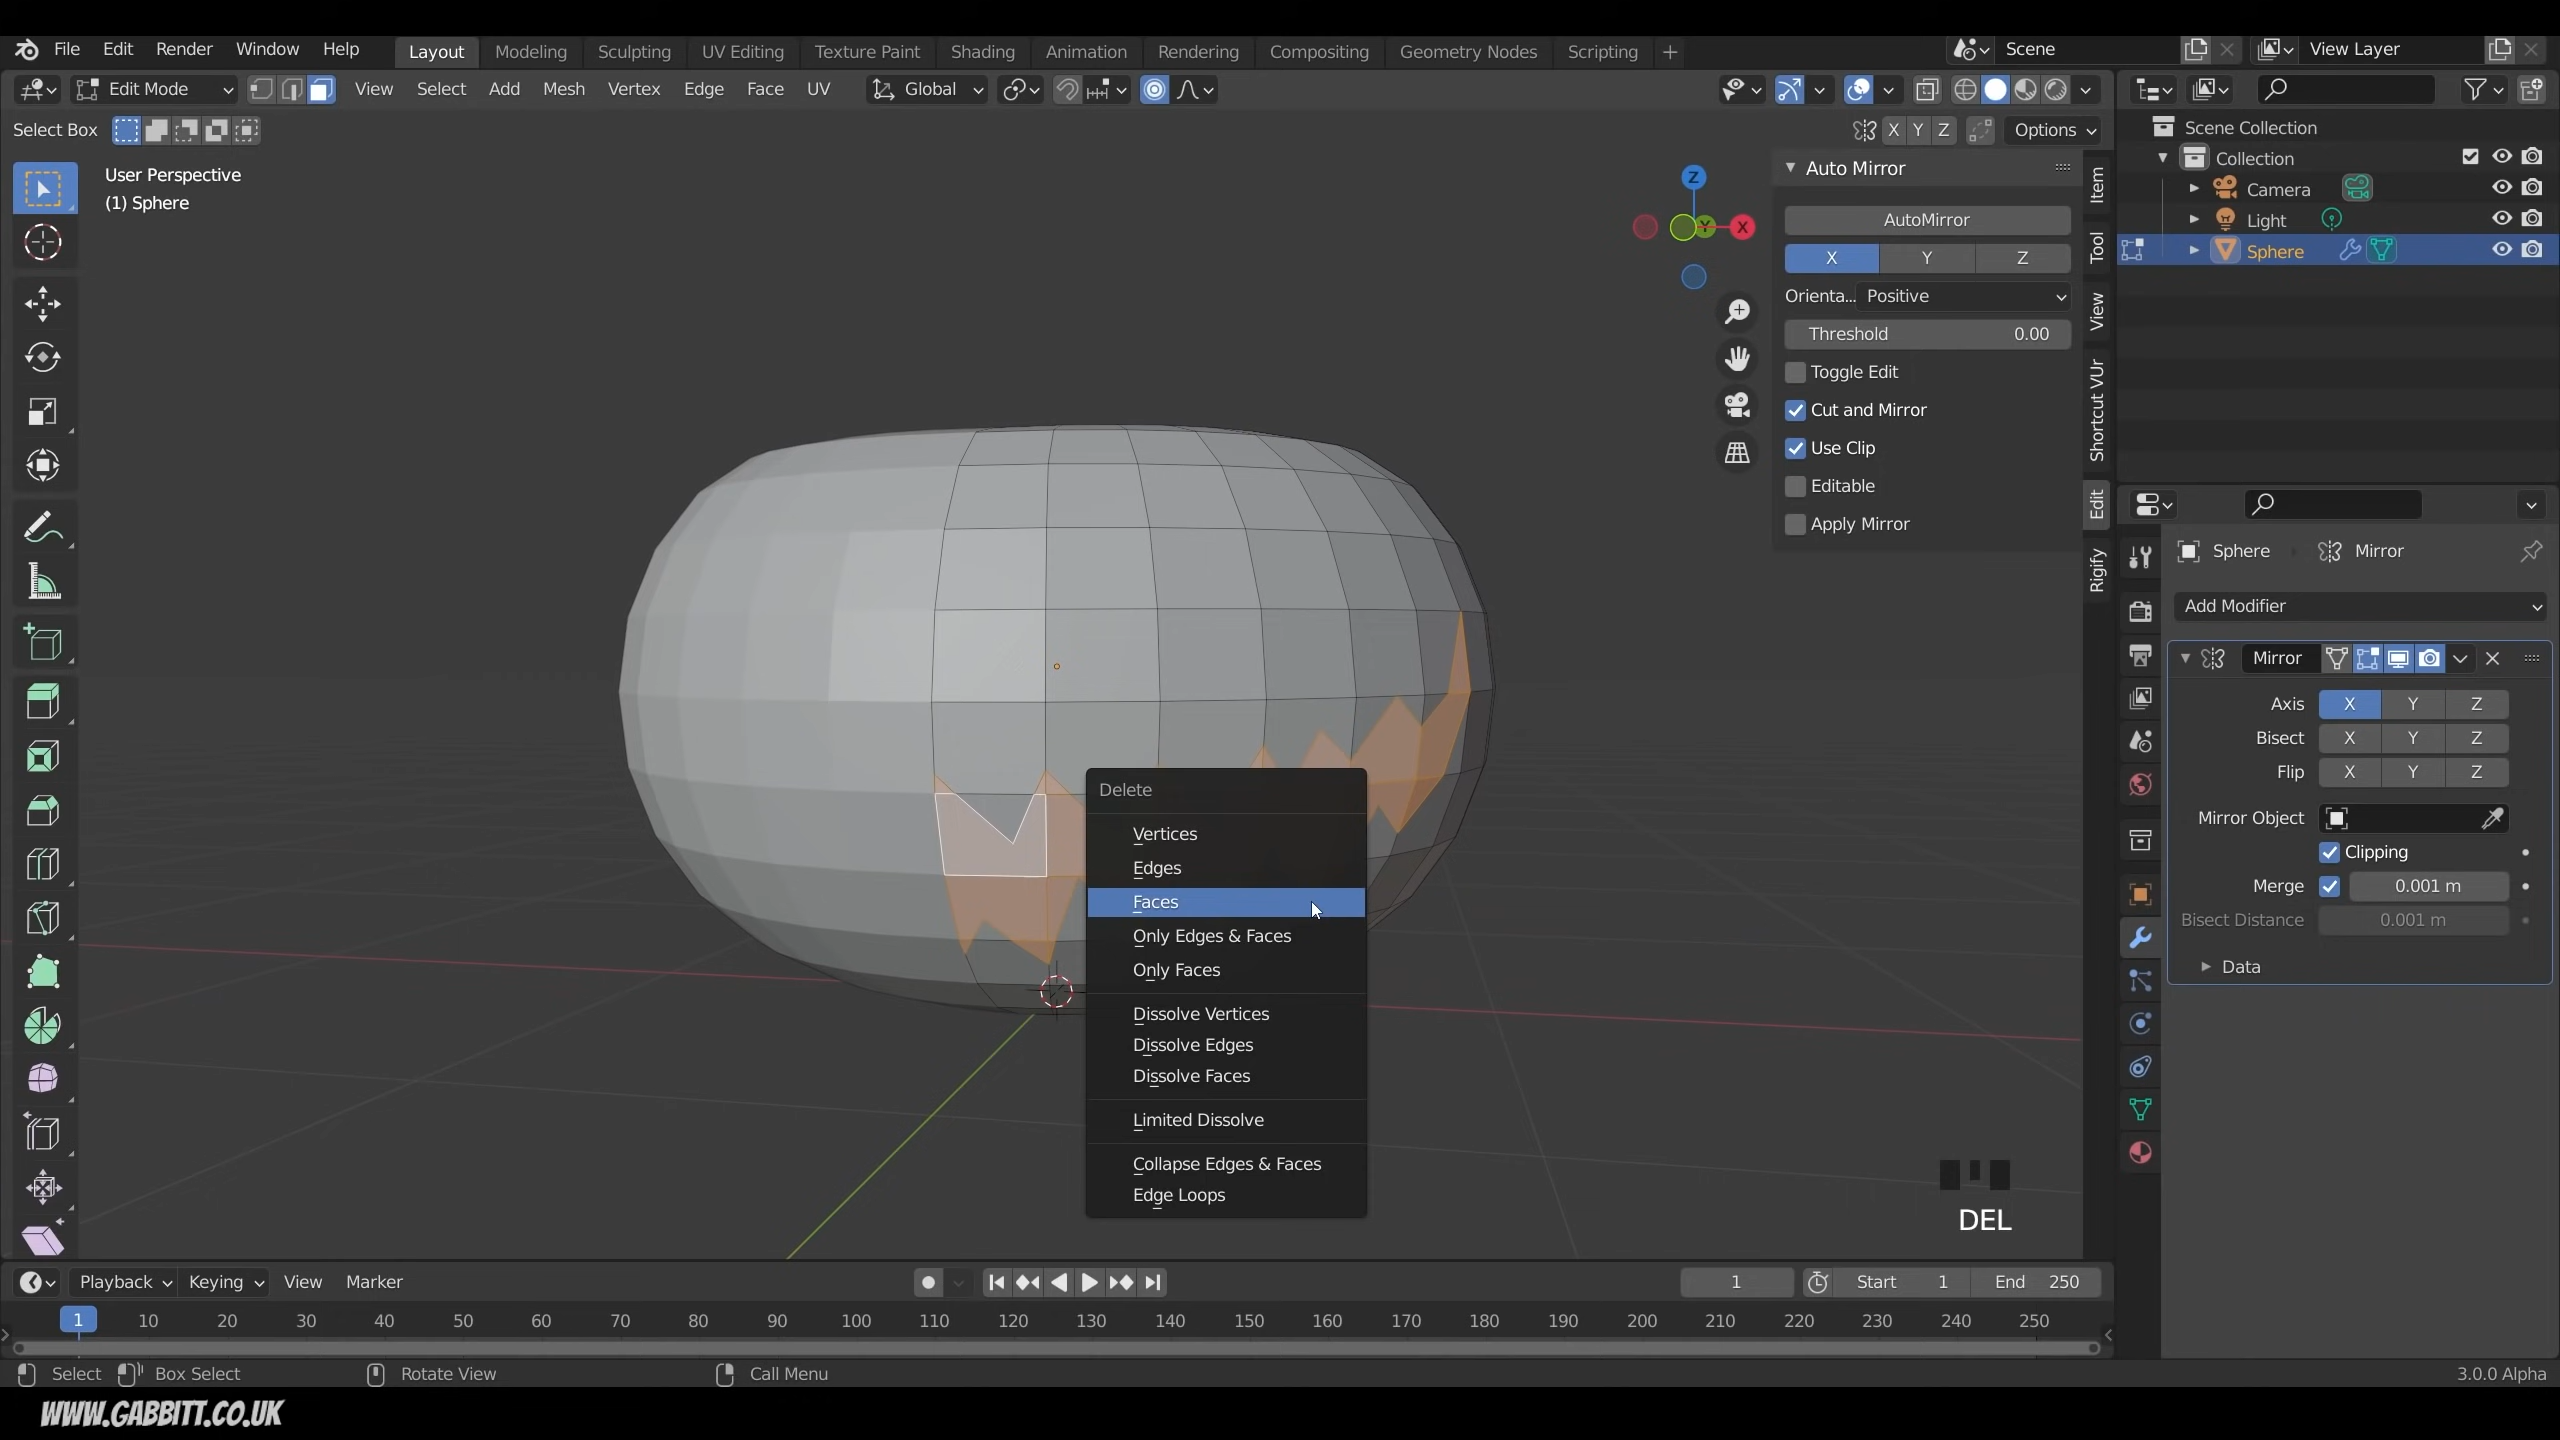 File Edit Render Window Help Layout Modeling Sculpting UV Editing Texture Paint Shading Animation Rendering Compositing Geometry Nodes Scripting + Scene View Layer
Edit Mode View Select Add Mesh Vertex Edge Face UV Global
Select Box X Y Z Options
User Perspective
(1) Sphere
Z
Y
X
Auto Mirror
AutoMirror
X Y Z
Orienta... Positive
Threshold 0.00
Toggle Edit
Cut and Mirror
Use Clip
Editable
Apply Mirror
Item
Tool
View
Shortcut VUr
Edit
Rigify
Scene Collection
Collection
Camera
Light
Sphere
Sphere Mirror
Add Modifier
Mirror
Axis X Y Z
Bisect X Y Z
Flip X Y Z
Mirror Object
Clipping
Merge 0.001 m
Bisect Distance 0.001 m
Data
Delete
Vertices
Edges
Faces
Only Edges & Faces
Only Faces
Dissolve Vertices
Dissolve Edges
Dissolve Faces
Limited Dissolve
Collapse Edges & Faces
Edge Loops
DEL
Playback Keying View Marker 1 Start 1 End 250
1 10 20 30 40 50 60 70 80 90 100 110 120 130 140 150 160 170 180 190 200 210 220 230 240 250
Select Box Select Rotate View Call Menu 3.0.0 Alpha
WWW.GABBITT.CO.UK